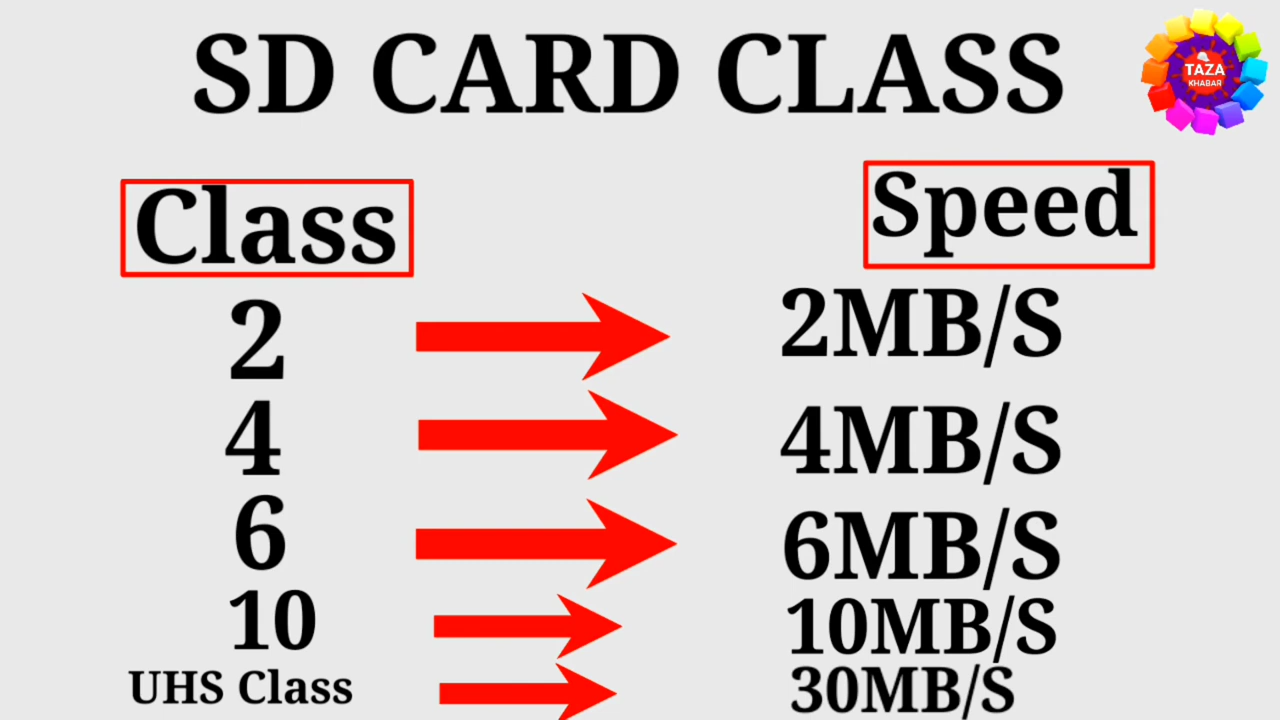 SD CARD CLASS
TAZA
KHABAR
Class Speed
2 2MB/S
4 4MB/S
6 6MB/S
10 10MB/S
UHS Class 30MB/S